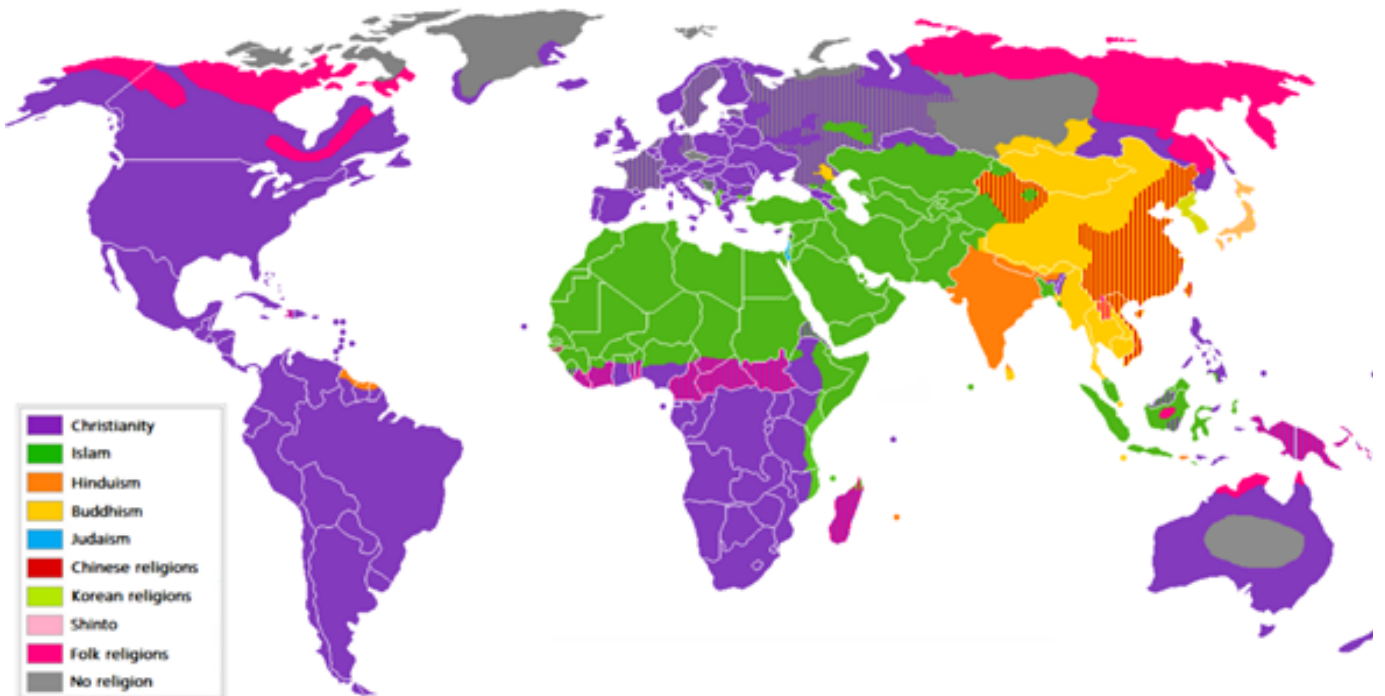 Christianity
Islam
Hinduism
Buddhism
Judaism
Chinese religions
Korean religions
Shinto
Folk religions
No religion